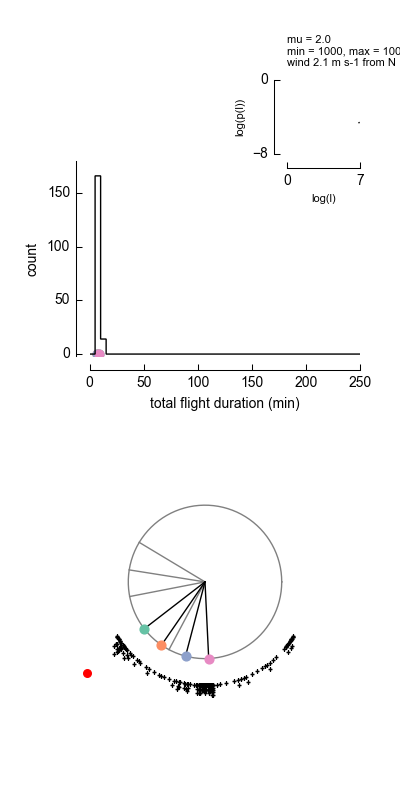 mu = 2.0
min = 1000, max = 100
wind 2.1 m s-1 from N
0
log(p(l))
−8
0
7
log(l)
150
100
50
0
count
0
50
100
150
200
250
total flight duration (min)